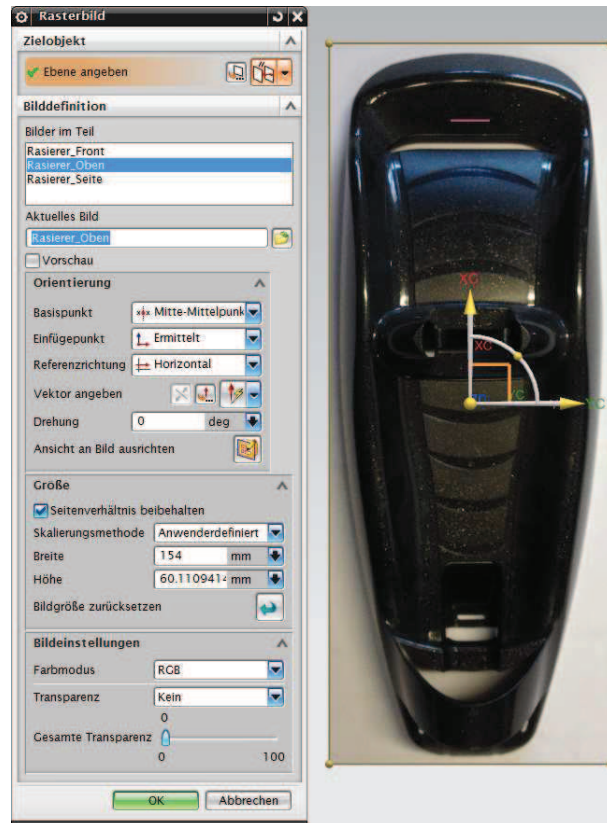 Rasterbild
Zielobjekt
Ebene angeben
Bilddefinition
Bilder im Teil
Rasierer_Front
Rasierer_Oben
Rasierer_Seite
Aktuelles Bild
Rasierer_Oben
Vorschau
Orientierung
Basispunkt Mitte-Mittelpunk
Einfügepunkt Ermittelt
Referenzrichtung Horizontal
Vektor angeben
Drehung 0 deg
Ansicht an Bild ausrichten
Größe
Seitenverhältnis beibehalten
Skalierungsmethode Anwenderdefiniert
Breite 154 mm
Höhe 60.1109414 mm
Bildgröße zurücksetzen
Bildeinstellungen
Farbmodus RGB
Transparenz Kein
0
Gesamte Transparenz
0 100
OK Abbrechen
XC
XC
YC
YC